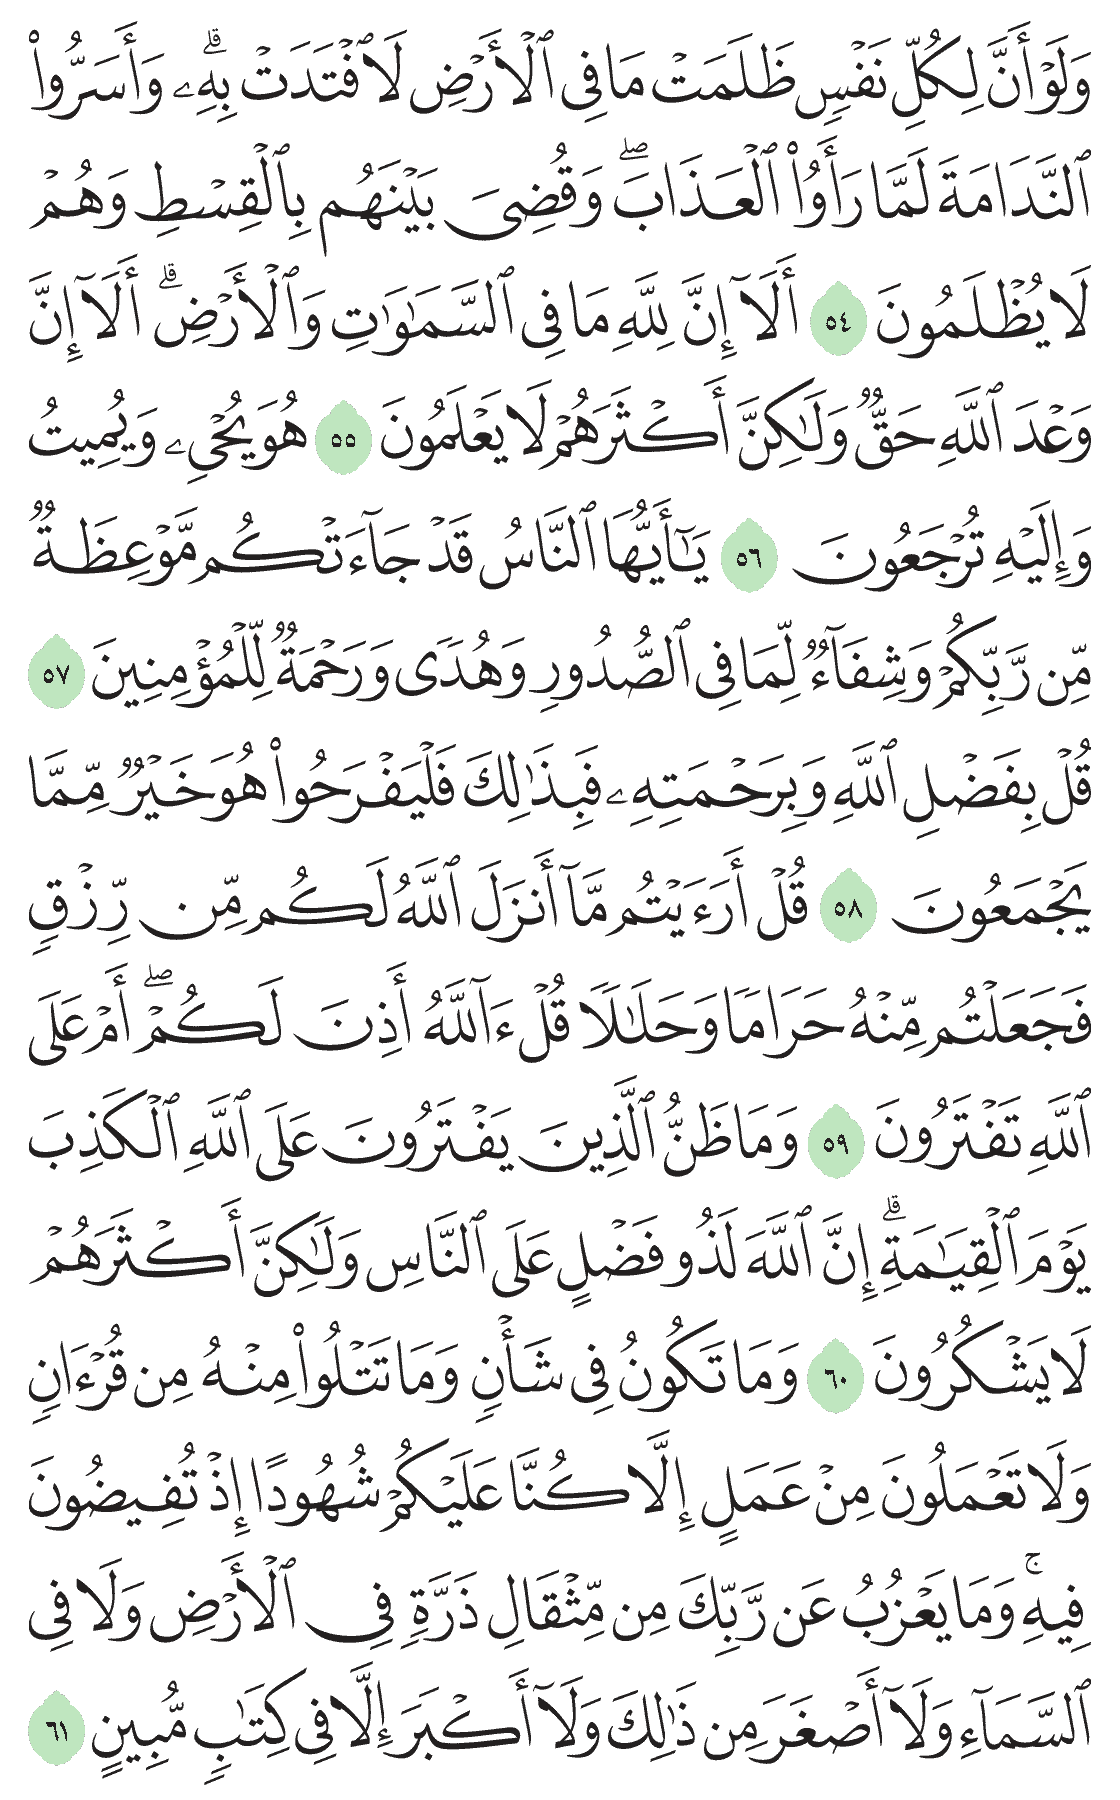 وَلَوْ أَنَّ لِكُلِّ نَفْسٍ ظَلَمَتْ مَا فِى ٱلْأَرْضِ لَٱفْتَدَتْ بِهِۦ ۗ وَأَسَرُّوا۟
ٱلنَّدَامَةَ لَمَّا رَأَوُا۟ ٱلْعَذَابَ ۖ وَقُضِىَ بَيْنَهُم بِٱلْقِسْطِ وَهُمْ
لَا يُظْلَمُونَ ٥٤ أَلَآ إِنَّ لِلَّهِ مَا فِى ٱلسَّمَـٰوَٰتِ وَٱلْأَرْضِ ۗ أَلَآ إِنَّ
وَعْدَ ٱللَّهِ حَقٌّ وَلَـٰكِنَّ أَكْثَرَهُمْ لَا يَعْلَمُونَ ٥٥ هُوَ يُحْىِۦ وَيُمِيتُ
وَإِلَيْهِ تُرْجَعُونَ ٥٦ يَـٰٓأَيُّهَا ٱلنَّاسُ قَدْ جَآءَتْكُم مَّوْعِظَةٌ
مِّن رَّبِّكُمْ وَشِفَآءٌ لِّمَا فِى ٱلصُّدُورِ وَهُدًى وَرَحْمَةٌ لِّلْمُؤْمِنِينَ ٥٧
قُلْ بِفَضْلِ ٱللَّهِ وَبِرَحْمَتِهِۦ فَبِذَٰلِكَ فَلْيَفْرَحُوا۟ هُوَ خَيْرٌ مِّمَّا
يَجْمَعُونَ ٥٨ قُلْ أَرَءَيْتُم مَّآ أَنزَلَ ٱللَّهُ لَكُم مِّن رِّزْقٍ
فَجَعَلْتُم مِّنْهُ حَرَامًا وَحَلَـٰلًا قُلْ ءَآللَّهُ أَذِنَ لَكُمْ ۖ أَمْ عَلَى
ٱللَّهِ تَفْتَرُونَ ٥٩ وَمَا ظَنُّ ٱلَّذِينَ يَفْتَرُونَ عَلَى ٱللَّهِ ٱلْكَذِبَ
يَوْمَ ٱلْقِيَـٰمَةِ ۗ إِنَّ ٱللَّهَ لَذُو فَضْلٍ عَلَى ٱلنَّاسِ وَلَـٰكِنَّ أَكْثَرَهُمْ
لَا يَشْكُرُونَ ٦٠ وَمَا تَكُونُ فِى شَأْنٍ وَمَا تَتْلُوا۟ مِنْهُ مِن قُرْءَانٍ
وَلَا تَعْمَلُونَ مِنْ عَمَلٍ إِلَّا كُنَّا عَلَيْكُمْ شُهُودًا إِذْ تُفِيضُونَ
فِيهِ ۚ وَمَا يَعْزُبُ عَن رَّبِّكَ مِن مِّثْقَالِ ذَرَّةٍ فِى ٱلْأَرْضِ وَلَا فِى
ٱلسَّمَآءِ وَلَآ أَصْغَرَ مِن ذَٰلِكَ وَلَآ أَكْبَرَ إِلَّا فِى كِتَـٰبٍ مُّبِينٍ ٦١